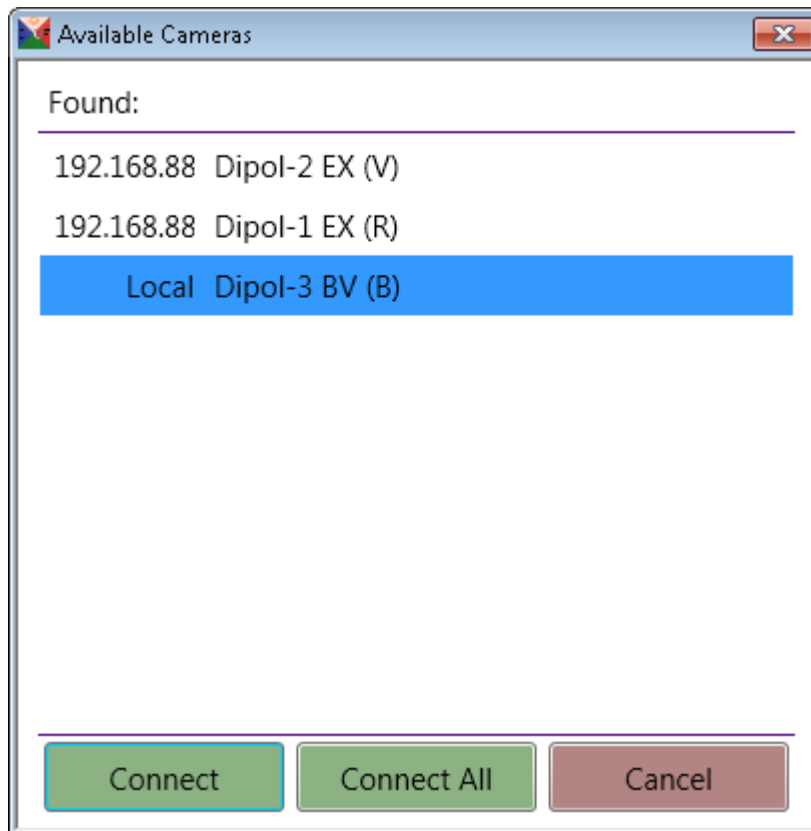 Available Cameras
Found:
192.168.88 Dipol-2 EX (V)
192.168.88 Dipol-1 EX (R)
Local Dipol-3 BV (B)
Connect Connect All Cancel